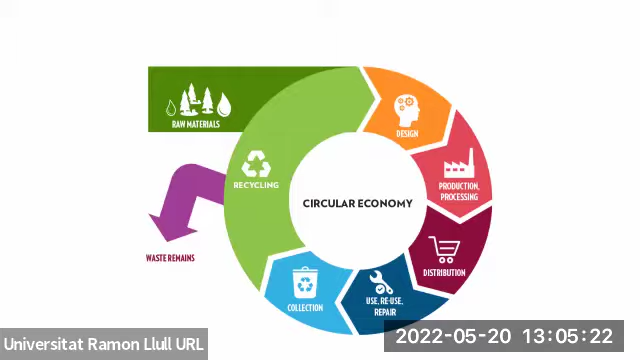 RAW MATERIALS
DESIGN
RECYCLING
PRODUCTION,
PROCESSING
CIRCULAR ECONOMY
WASTE REMAINS
DISTRIBUTION
COLLECTION
USE, RE-USE,
REPAIR
Universitat Ramon Llull URL
2022-05-20 13:05:22